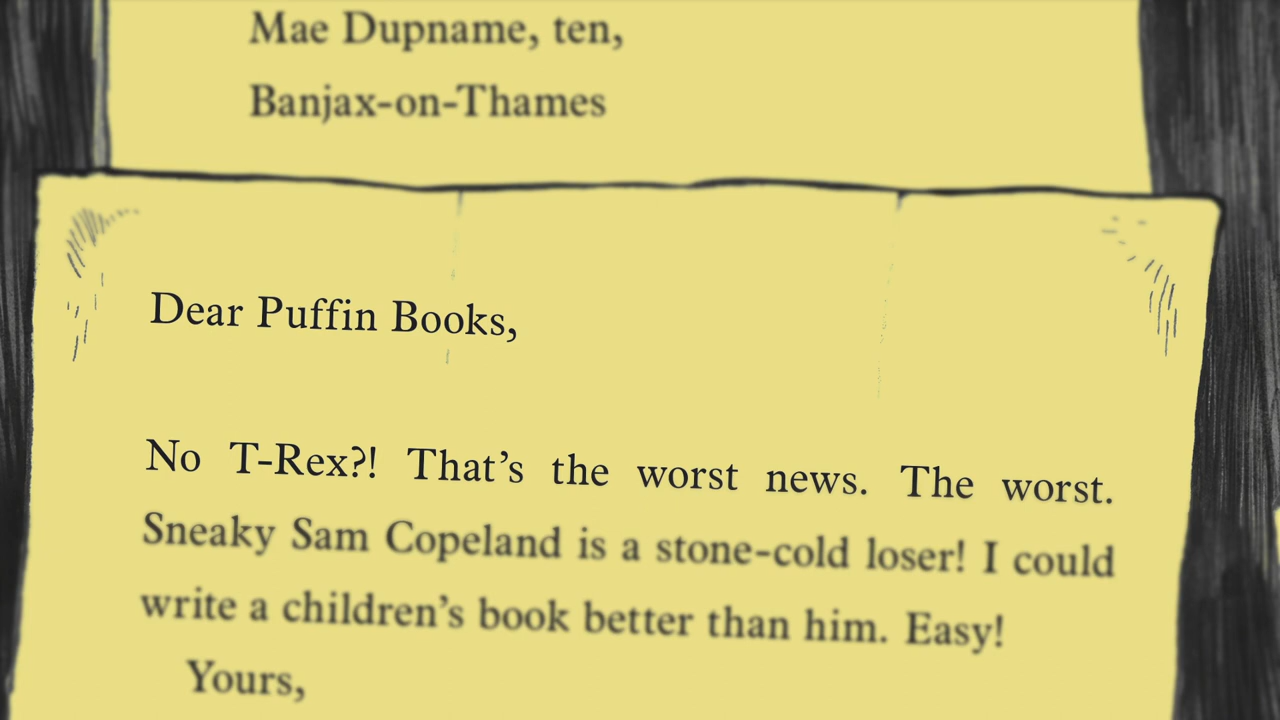 Mae Dupname, ten,
Banjax-on-Thames
Dear Puffin Books,
No T-Rex?! That’s the worst news. The worst.
Sneaky Sam Copeland is a stone-cold loser! I could
write a children’s book better than him. Easy!
Yours,